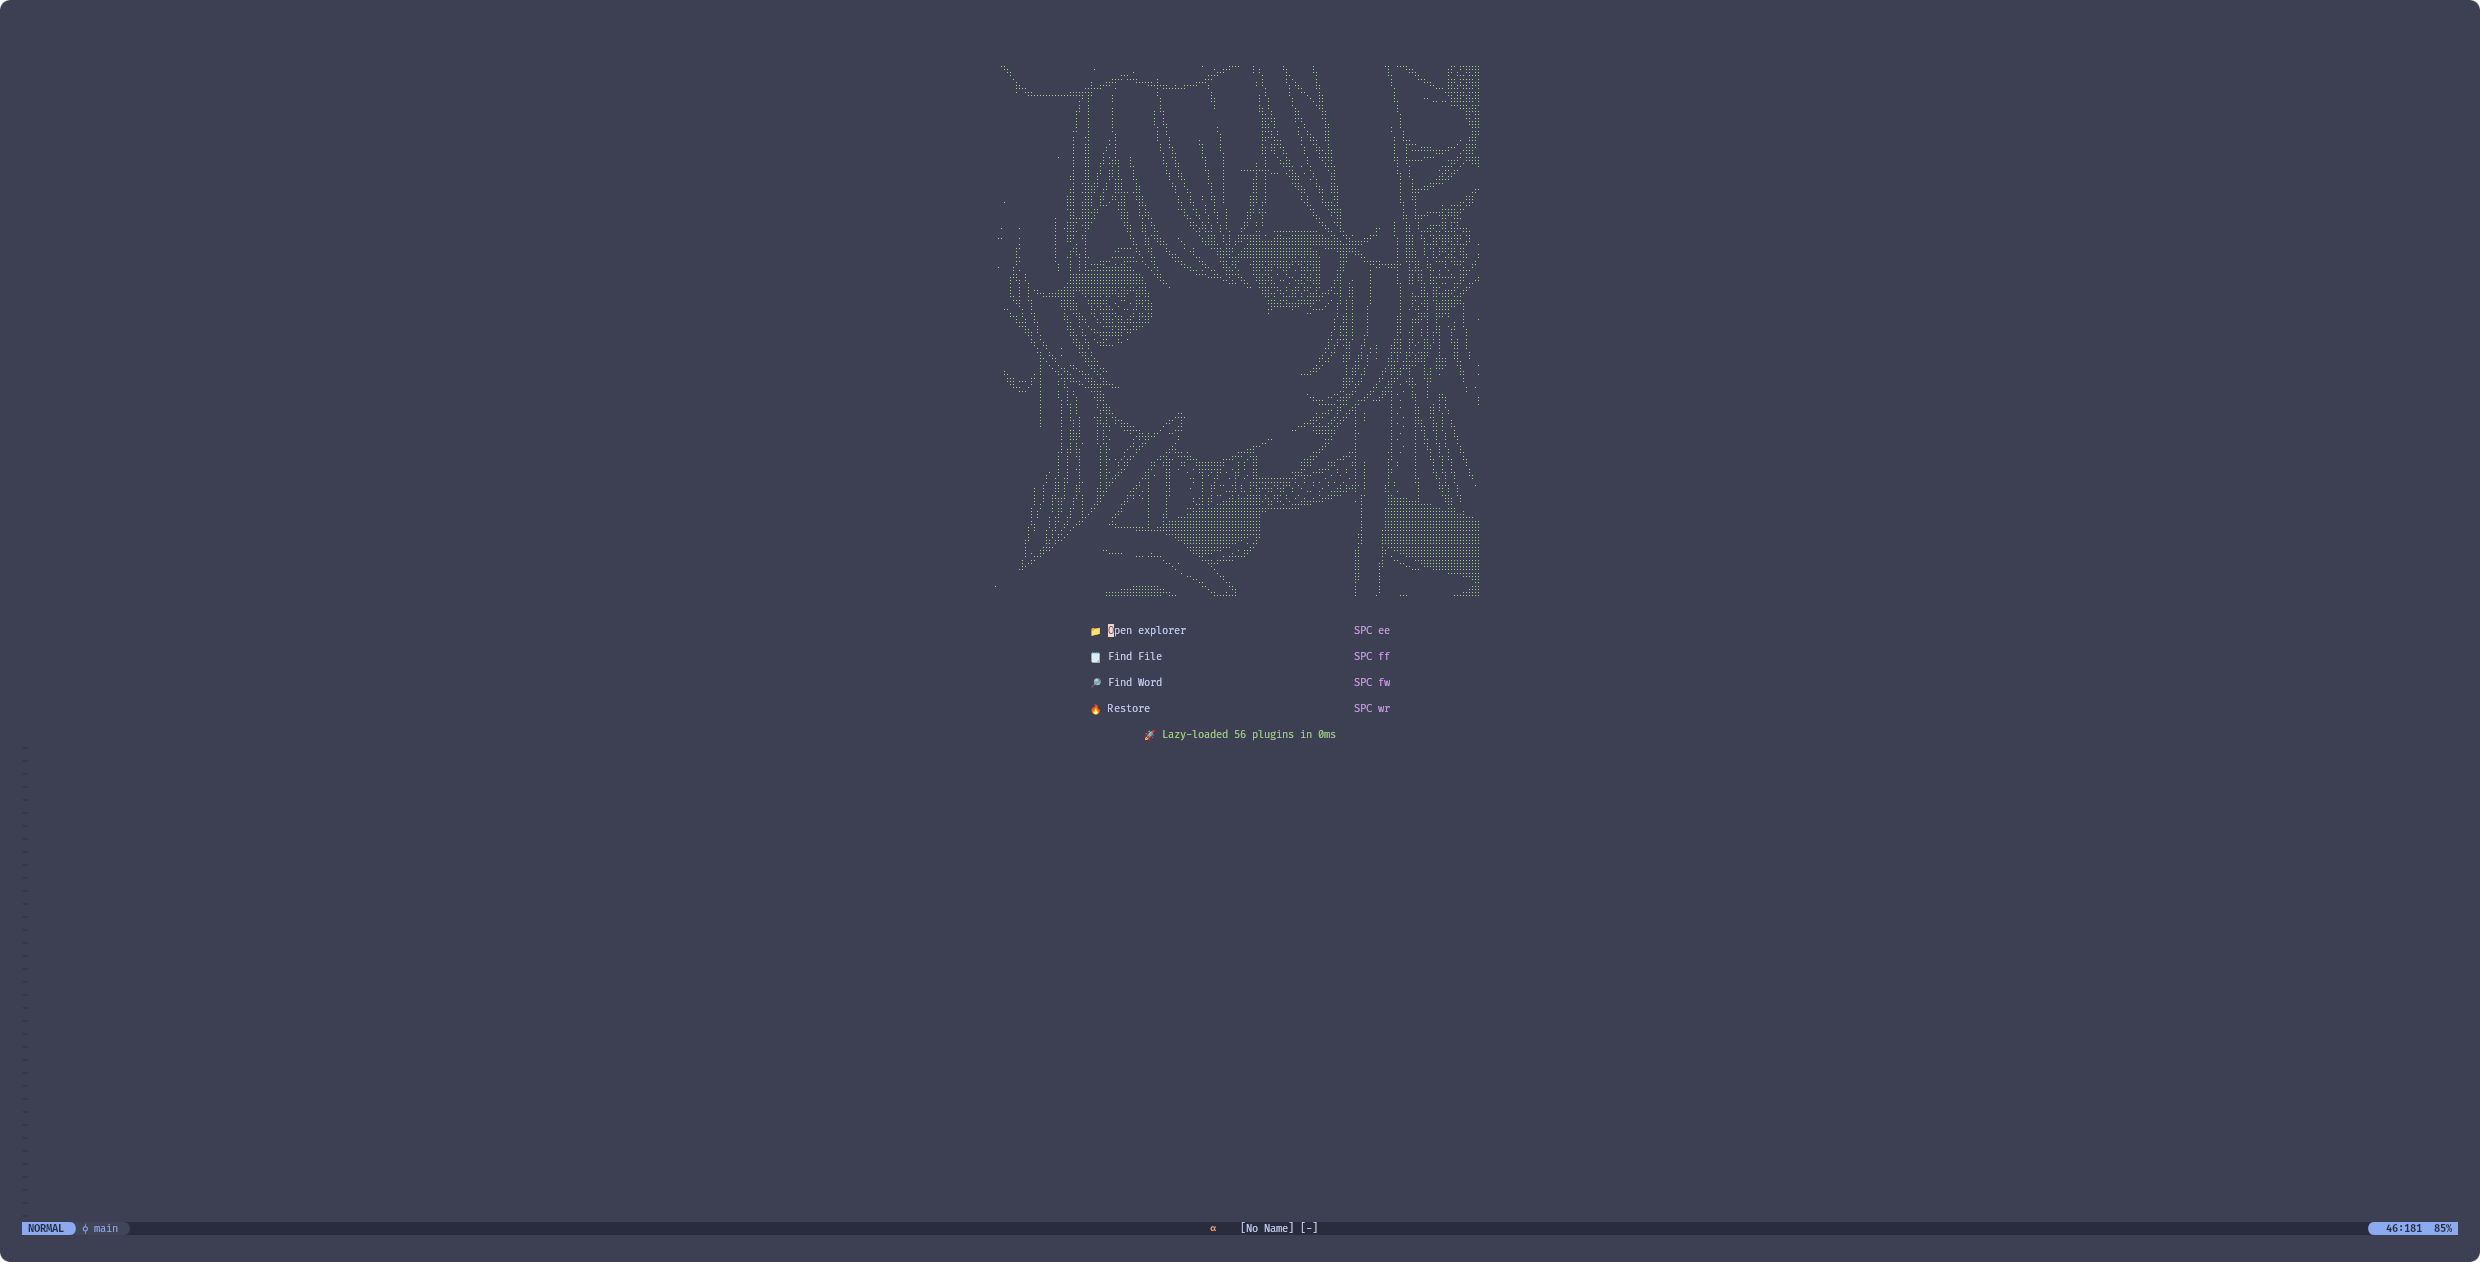 Open explorer SPC ee
Find File SPC ff
Find Word SPC fw
Restore SPC wr
Lazy-loaded 56 plugins in 0ms
NORMAL main α [No Name] [-] 46:181 85%